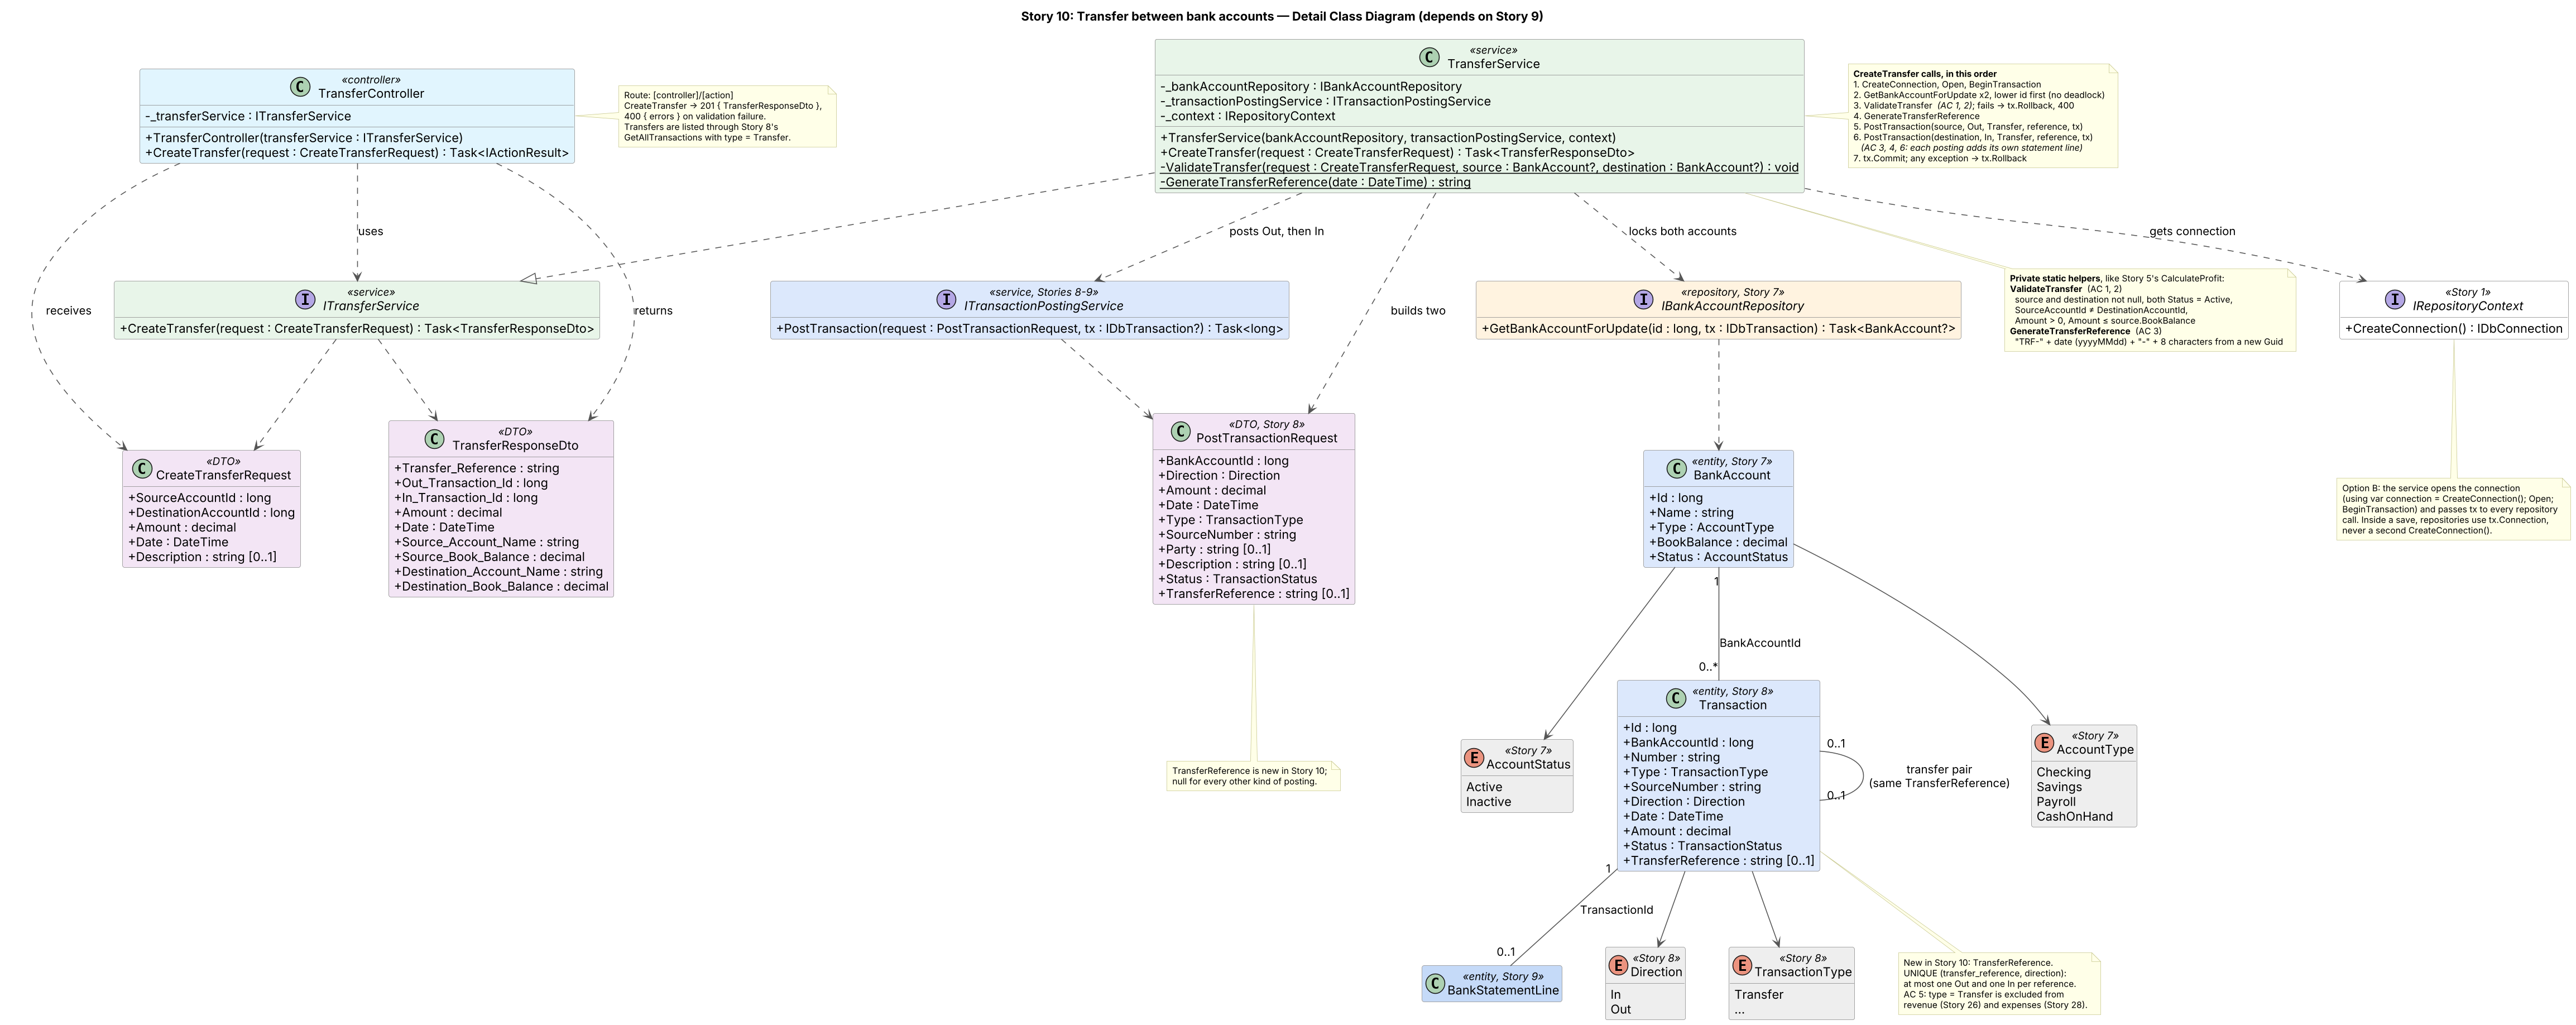 Story 10: Transfer between bank accounts — Detail Class Diagram (depends on Story 9)
C
«controller»
TransferController
-_transferService : ITransferService
+TransferController(transferService : ITransferService)
+CreateTransfer(request : CreateTransferRequest) : Task<IActionResult>
Route: [controller]/[action]
CreateTransfer → 201 { TransferResponseDto },
400 { errors } on validation failure.
Transfers are listed through Story 8's
GetAllTransactions with type = Transfer.
C
«service»
TransferService
-_bankAccountRepository : IBankAccountRepository
-_transactionPostingService : ITransactionPostingService
-_context : IRepositoryContext
+TransferService(bankAccountRepository, transactionPostingService, context)
+CreateTransfer(request : CreateTransferRequest) : Task<TransferResponseDto>
-ValidateTransfer(request : CreateTransferRequest, source : BankAccount?, destination : BankAccount?) : void
-GenerateTransferReference(date : DateTime) : string
CreateTransfer calls, in this order
1. CreateConnection, Open, BeginTransaction
2. GetBankAccountForUpdate x2, lower id first (no deadlock)
3. ValidateTransfer (AC 1, 2); fails → tx.Rollback, 400
4. GenerateTransferReference
5. PostTransaction(source, Out, Transfer, reference, tx)
6. PostTransaction(destination, In, Transfer, reference, tx)
(AC 3, 4, 6: each posting adds its own statement line)
7. tx.Commit; any exception → tx.Rollback
receives
uses
returns
posts Out, then In
builds two
locks both accounts
gets connection
I
«service»
ITransferService
+CreateTransfer(request : CreateTransferRequest) : Task<TransferResponseDto>
I
«service, Stories 8-9»
ITransactionPostingService
+PostTransaction(request : PostTransactionRequest, tx : IDbTransaction?) : Task<long>
I
«repository, Story 7»
IBankAccountRepository
+GetBankAccountForUpdate(id : long, tx : IDbTransaction) : Task<BankAccount?>
Private static helpers, like Story 5's CalculateProfit:
ValidateTransfer (AC 1, 2)
source and destination not null, both Status = Active,
SourceAccountId ≠ DestinationAccountId,
Amount > 0, Amount ≤ source.BookBalance
GenerateTransferReference (AC 3)
"TRF-" + date (yyyyMMdd) + "-" + 8 characters from a new Guid
I
«Story 1»
IRepositoryContext
+CreateConnection() : IDbConnection
C
«DTO»
CreateTransferRequest
+SourceAccountId : long
+DestinationAccountId : long
+Amount : decimal
+Date : DateTime
+Description : string [0..1]
C
«DTO»
TransferResponseDto
+Transfer_Reference : string
+Out_Transaction_Id : long
+In_Transaction_Id : long
+Amount : decimal
+Date : DateTime
+Source_Account_Name : string
+Source_Book_Balance : decimal
+Destination_Account_Name : string
+Destination_Book_Balance : decimal
C
«DTO, Story 8»
PostTransactionRequest
+BankAccountId : long
+Direction : Direction
+Amount : decimal
+Date : DateTime
+Type : TransactionType
+SourceNumber : string
+Party : string [0..1]
+Description : string [0..1]
+Status : TransactionStatus
+TransferReference : string [0..1]
C
«entity, Story 7»
BankAccount
+Id : long
+Name : string
+Type : AccountType
+BookBalance : decimal
+Status : AccountStatus
Option B: the service opens the connection
(using var connection = CreateConnection(); Open;
BeginTransaction) and passes tx to every repository
call. Inside a save, repositories use tx.Connection,
never a second CreateConnection().
1
BankAccountId
0..*
TransferReference is new in Story 10;
null for every other kind of posting.
E
«Story 7»
AccountStatus
Active
Inactive
C
«entity, Story 8»
Transaction
+Id : long
+BankAccountId : long
+Number : string
+Type : TransactionType
+SourceNumber : string
+Direction : Direction
+Date : DateTime
+Amount : decimal
+Status : TransactionStatus
+TransferReference : string [0..1]
0..1
transfer pair
(same TransferReference)
0..1
E
«Story 7»
AccountType
Checking
Savings
Payroll
CashOnHand
1
TransactionId
0..1
C
«entity, Story 9»
BankStatementLine
E
«Story 8»
Direction
In
Out
E
«Story 8»
TransactionType
Transfer
...
New in Story 10: TransferReference.
UNIQUE (transfer_reference, direction):
at most one Out and one In per reference.
AC 5: type = Transfer is excluded from
revenue (Story 26) and expenses (Story 28).